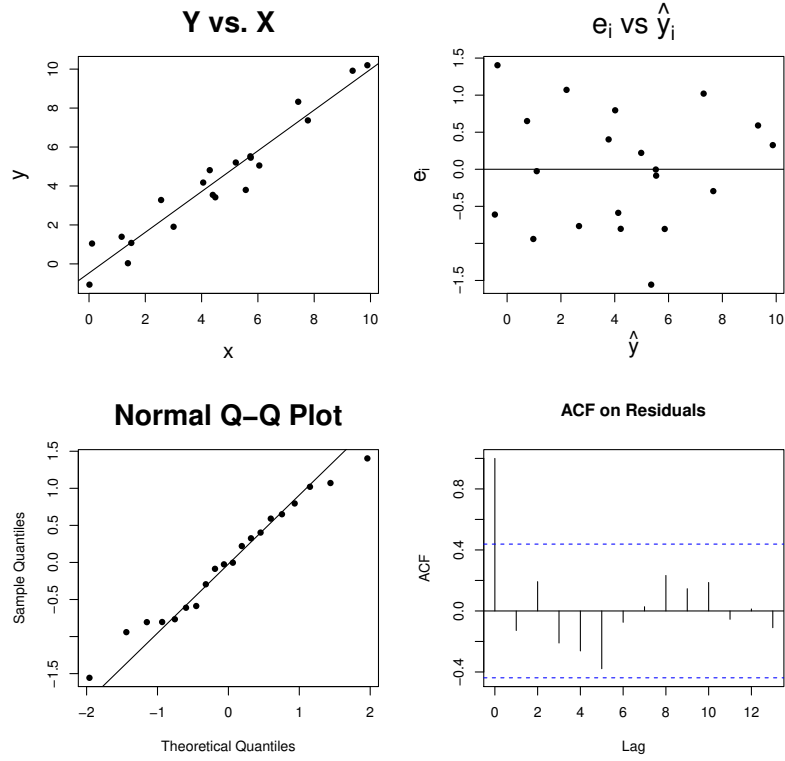 Y vs. X
10
8
6
4
2
0
y
0 2 4 6 8 10
x
eᵢ vs ŷᵢ
1.5
1.0
0.5
0.0
−0.5
−1.5
eᵢ
0 2 4 6 8 10
ŷ
Normal Q−Q Plot
1.5
1.0
0.5
0.0
−0.5
−1.5
Sample Quantiles
−2 −1 0 1 2
Theoretical Quantiles
ACF on Residuals
0.8
0.4
0.0
−0.4
ACF
0 2 4 6 8 10 12
Lag